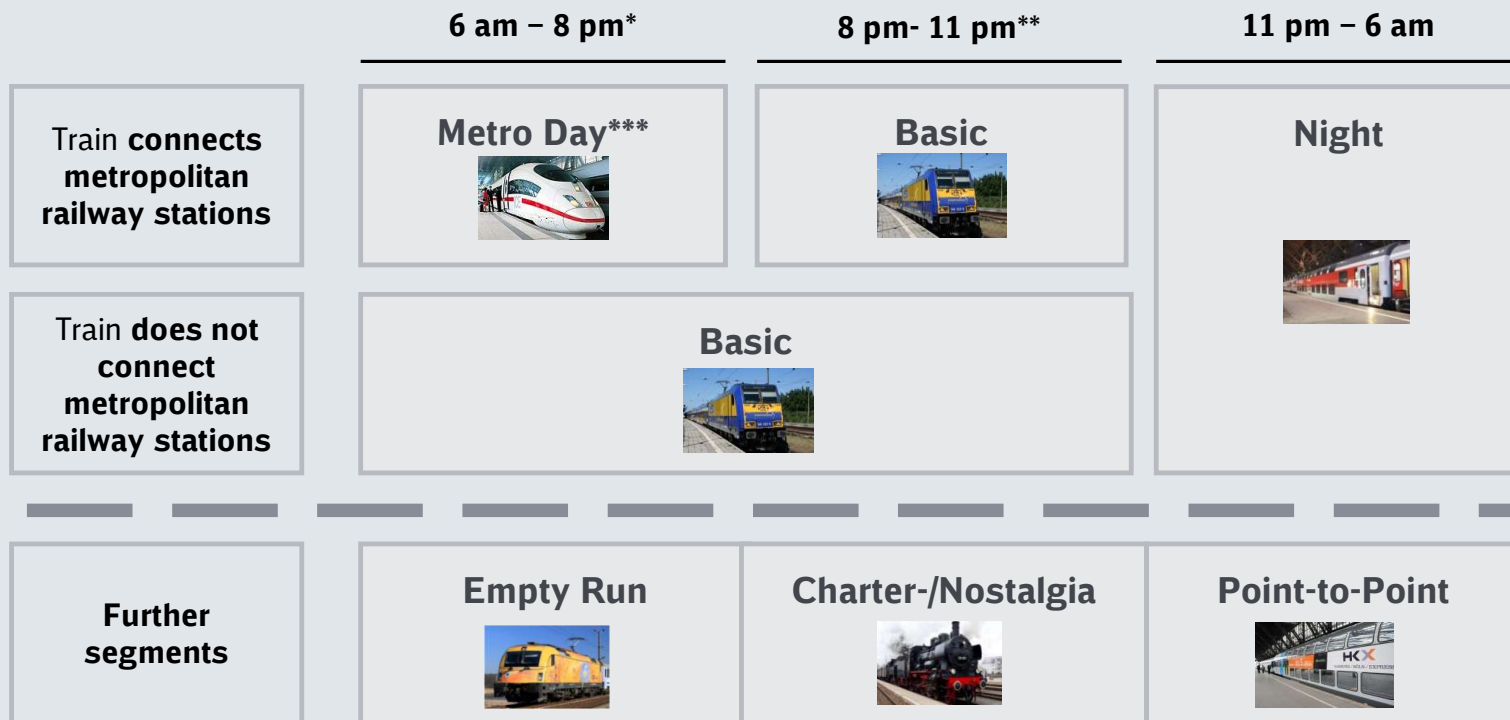 6 am – 8 pm*
8 pm- 11 pm**
11 pm – 6 am
Train connects
metropolitan
railway stations
Metro Day***
Basic
Night
Train does not
connect
metropolitan
railway stations
Basic
Further
segments
Empty Run
Charter-/Nostalgia
Point-to-Point
HKX